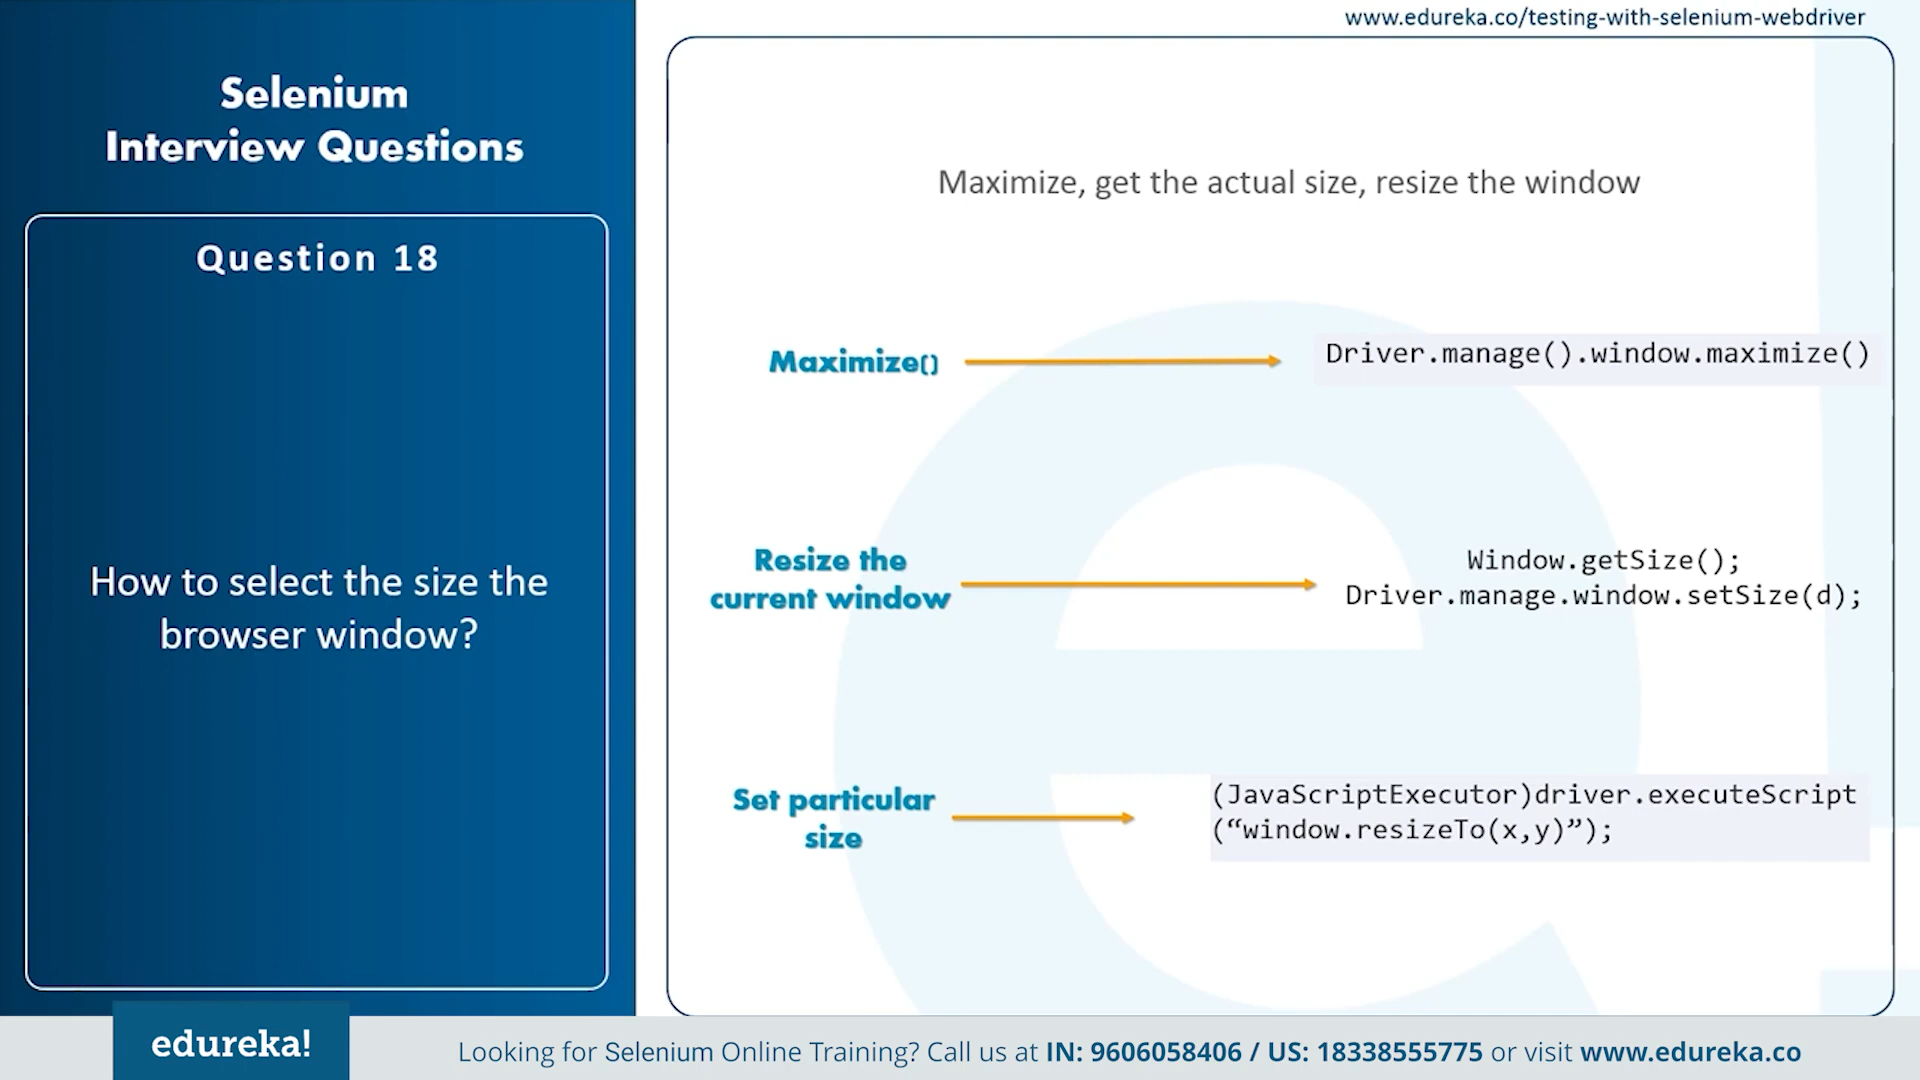 www.edureka.co/testing-with-selenium-webdriver
Selenium
Interview Questions
Question 18
How to select the size the
browser window?
Maximize, get the actual size, resize the window
Maximize()
Driver.manage().window.maximize()
Resize the
current window
Window.getSize();
Driver.manage.window.setSize(d);
Set particular
size
(JavaScriptExecutor)driver.executeScript
(“window.resizeTo(x,y)”);
edureka!
Looking for Selenium Online Training? Call us at IN: 9606058406 / US: 18338555775 or visit www.edureka.co